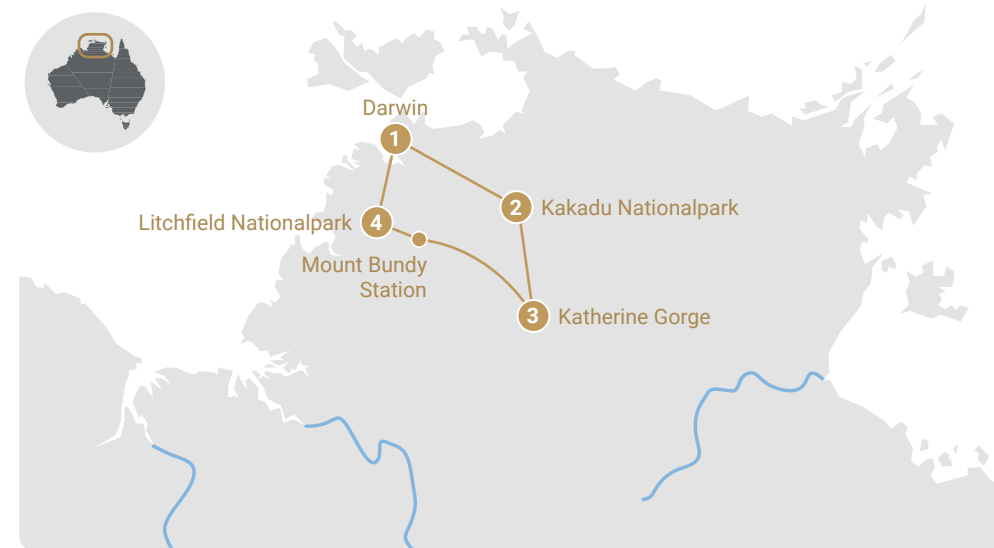 Darwin
1
2
Kakadu Nationalpark
Litchfield Nationalpark
4
Mount Bundy
Station
3
Katherine Gorge